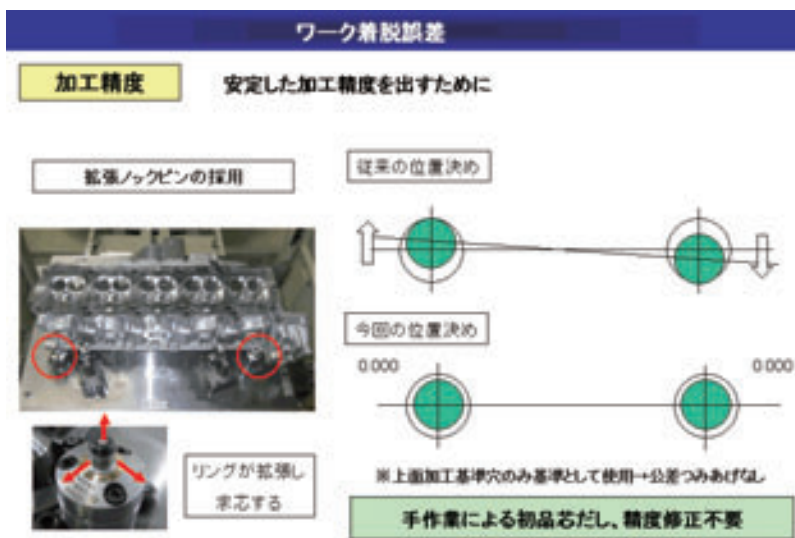 ワーク着脱誤差
加工精度
安定した加工精度を出すために
拡張ノックピンの採用
従来の位置決め
今回の位置決め
0.000
0.000
リングが拡張し
求芯する
※上面加工基準穴のみ基準として使用→公差つみあげなし
手作業による初品芯だし、精度修正不要